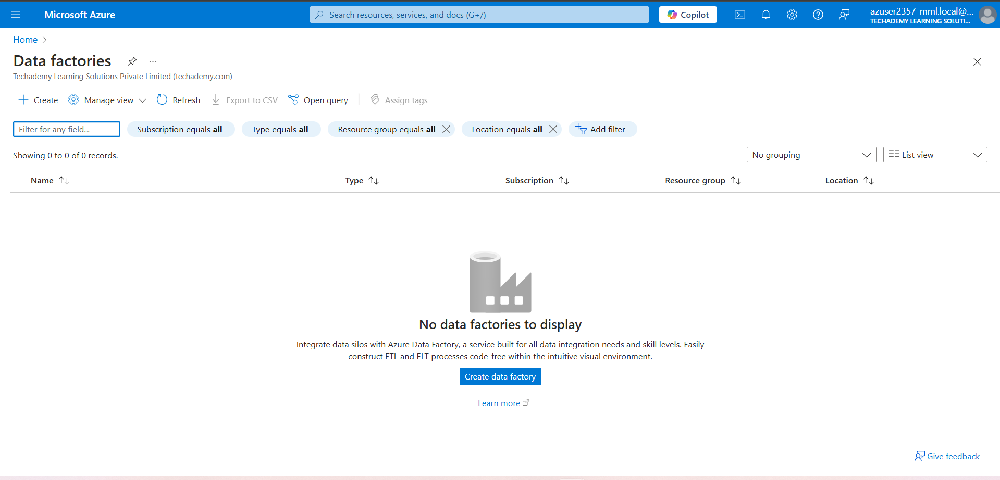 Microsoft Azure
Search resources, services, and docs (G+/)
Copilot
azuser2357_mml.local@...
TECHADEMY LEARNING SOLUTI...
Home
Data factories
Techademy Learning Solutions Private Limited (techademy.com)
Create
Manage view
Refresh
Export to CSV
Open query
Assign tags
Filter for any field...
Subscription equals all
Type equals all
Resource group equals all
Location equals all
Add filter
Showing 0 to 0 of 0 records.
No grouping
List view
Name
Type
Subscription
Resource group
Location
No data factories to display
Integrate data silos with Azure Data Factory, a service built for all data integration needs and skill levels. Easily
construct ETL and ELT processes code-free within the intuitive visual environment.
Create data factory
Learn more
Give feedback